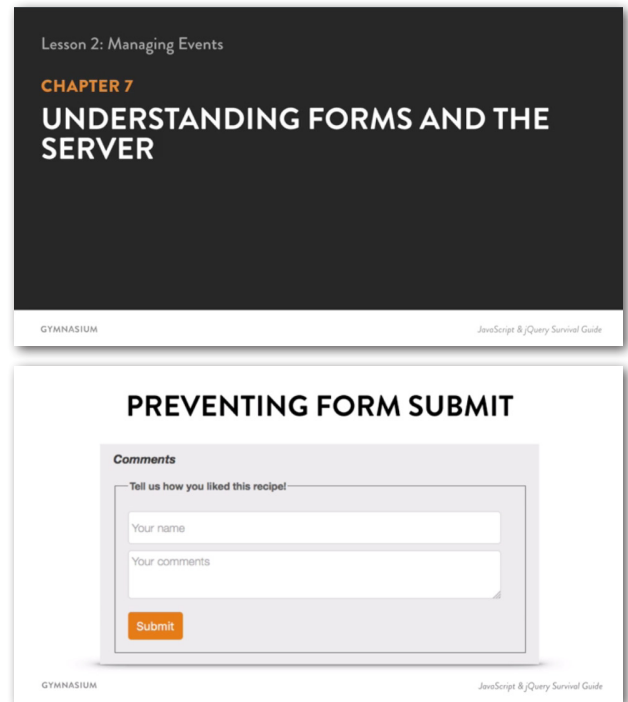 Lesson 2: Managing Events
CHAPTER 7
UNDERSTANDING FORMS AND THE
SERVER
GYMNASIUM
JavaScript & jQuery Survival Guide
PREVENTING FORM SUBMIT
Comments
Tell us how you liked this recipe!
Your name
Your comments
Submit
GYMNASIUM
JavaScript & jQuery Survival Guide